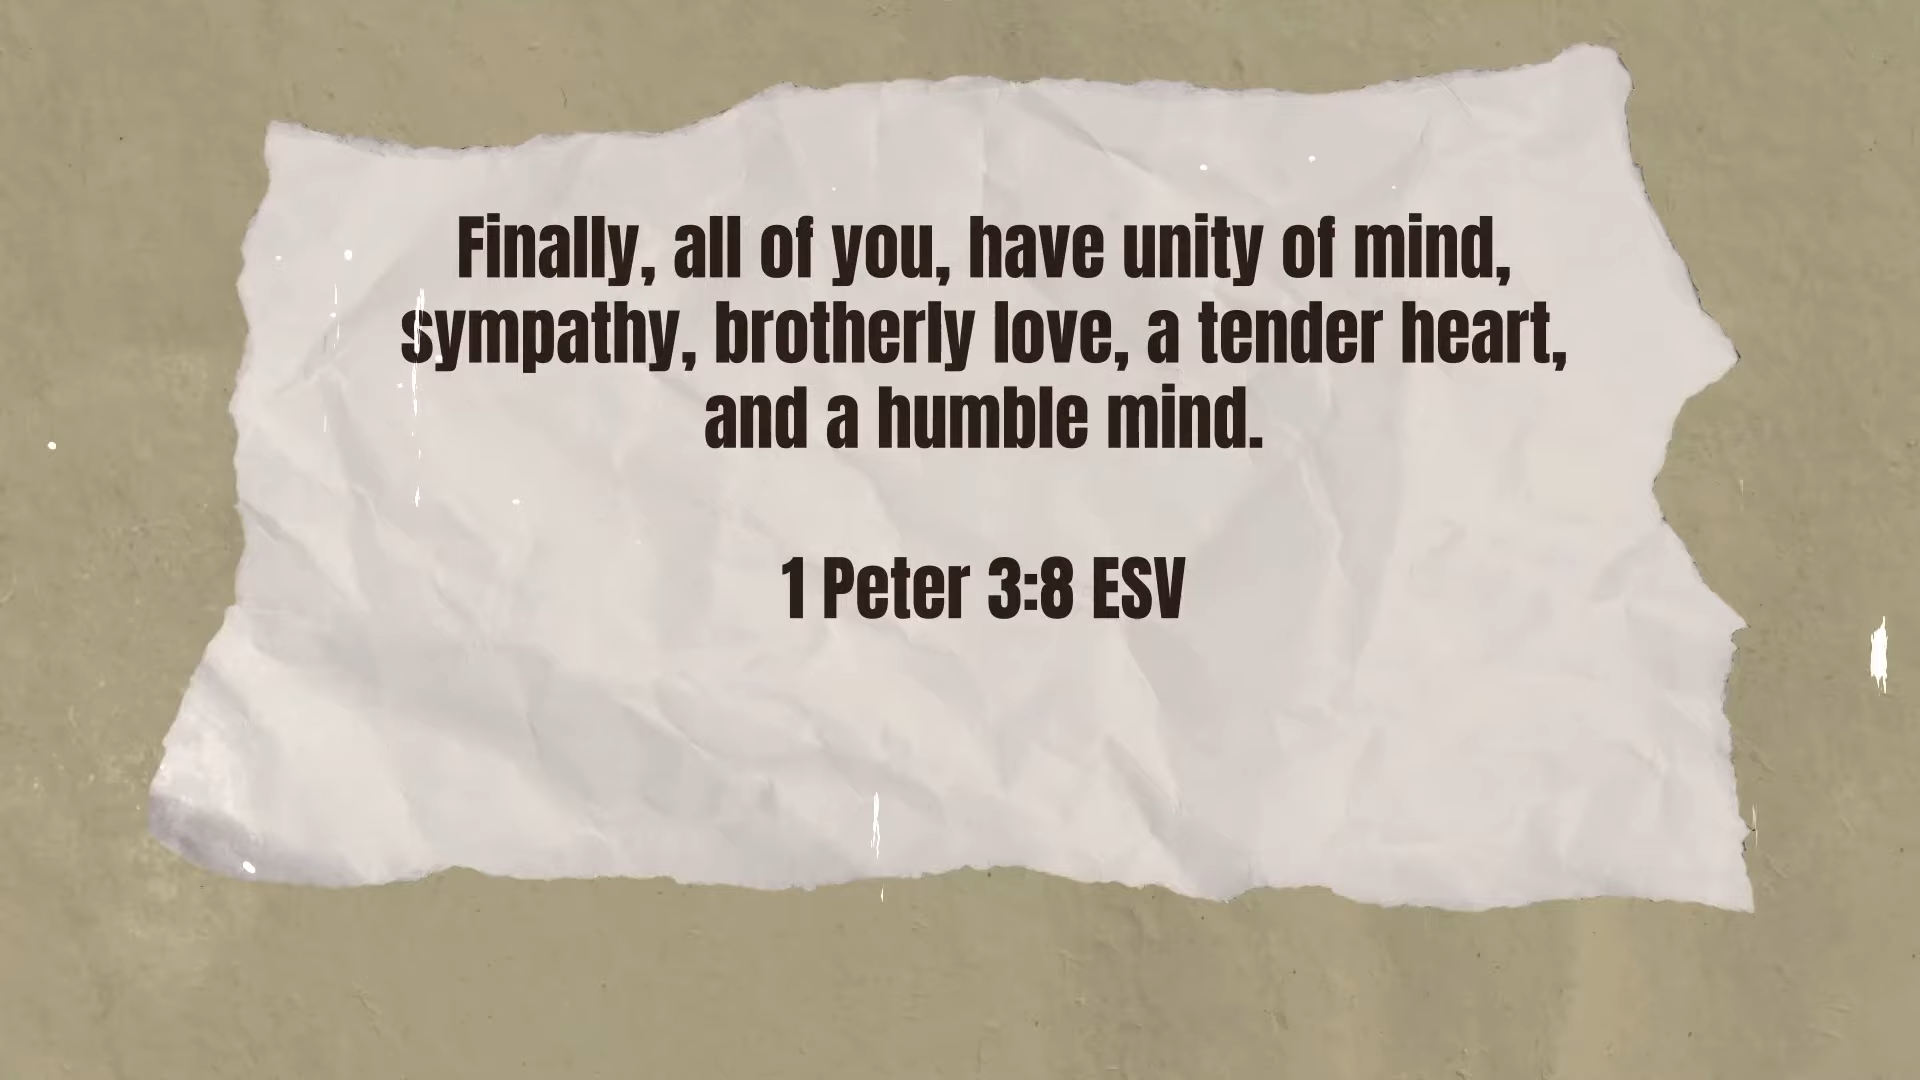 Finally, all of you, have unity of mind,
sympathy, brotherly love, a tender heart,
and a humble mind.
1 Peter 3:8 ESV